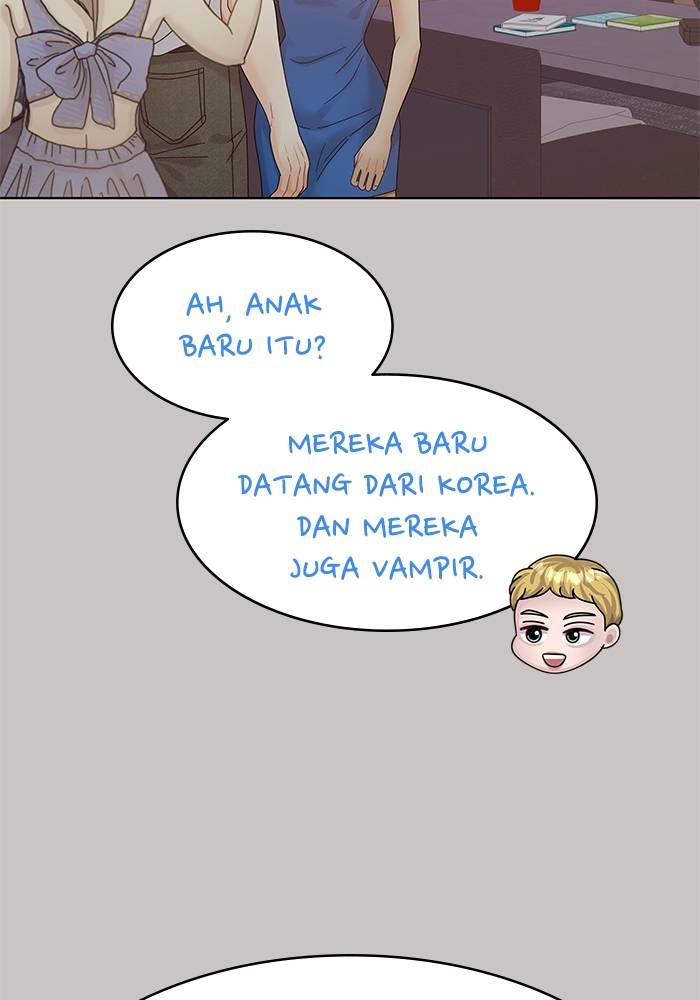 AH, ANAK
BARU ITU?
MEREKA BARU
DATANG DARI KOREA.
DAN MEREKA
JUGA VAMPIR.